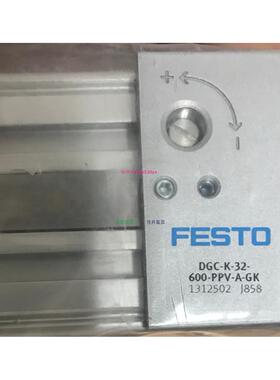 +
−
FESTO
DGC-K-32-
600-PPV-A-GK
1312502 J858